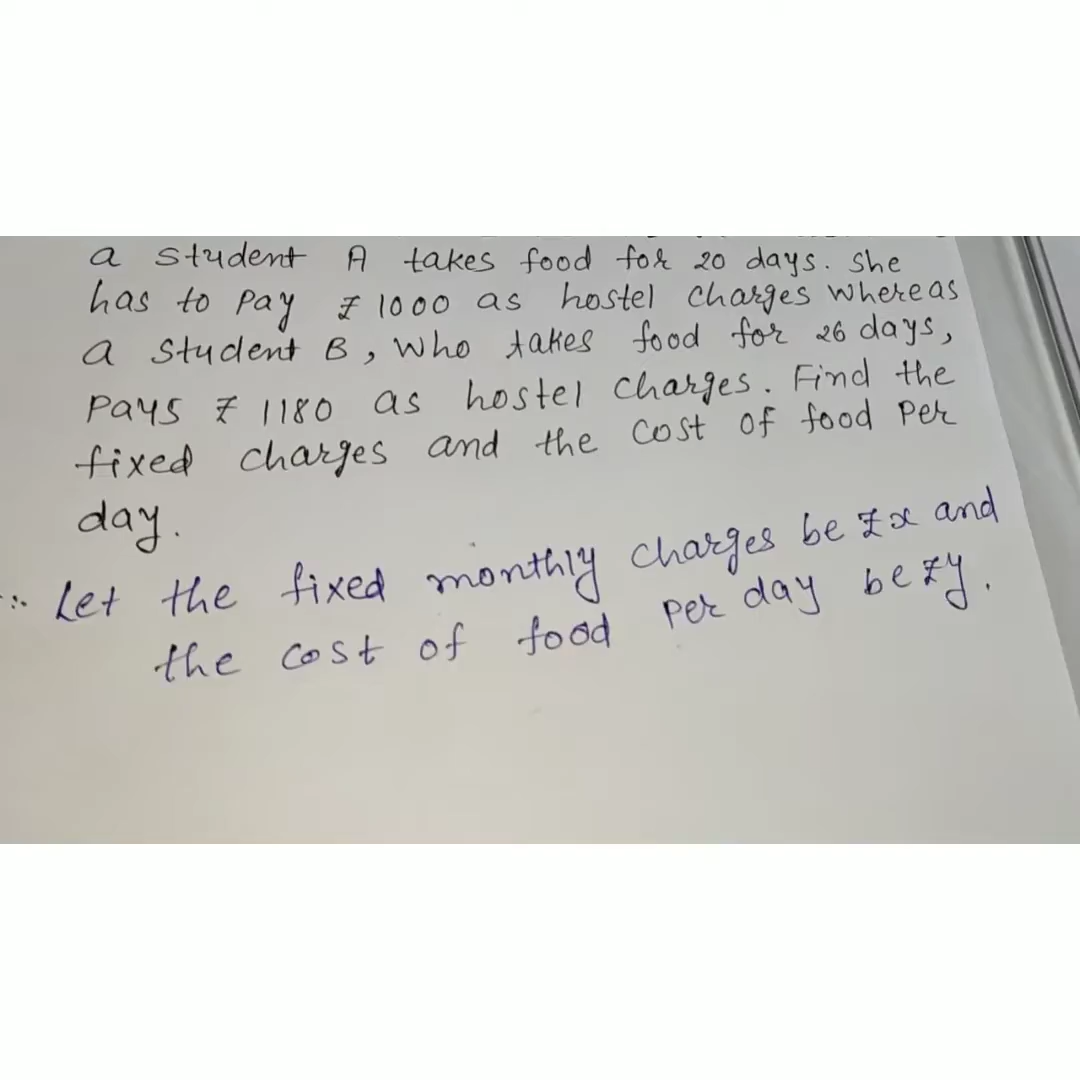 a student A takes food for 20 days. She
has to pay ₹ 1000 as hostel charges whereas
a student B, who takes food for 26 days,
pays ₹ 1180 as hostel charges. Find the
fixed charges and the cost of food per
day.
Let the fixed monthly charges be ₹x and
the cost of food per day be ₹y.